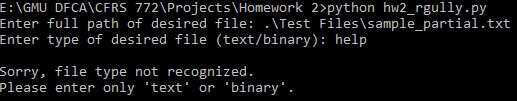 E:\GMU DFCA\CFRS 772\Projects\Homework 2>python hw2_rgully.py
Enter full path of desired file: .\Test Files\sample_partial.txt
Enter type of desired file (text/binary): help
Sorry, file type not recognized.
Please enter only 'text' or 'binary'.